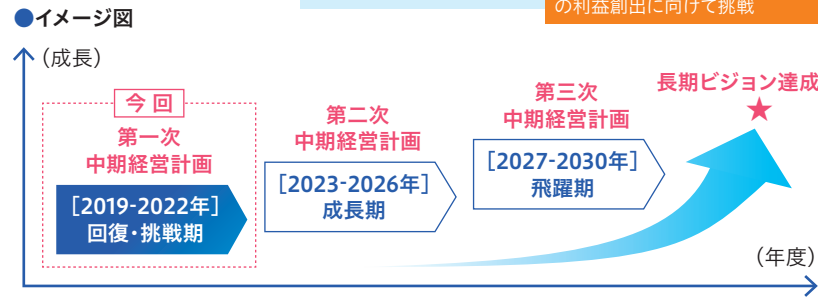 の利益創出に向けて挑戦
●イメージ図
（成長）
今回
第一次
中期経営計画
［2019-2022年］
回復・挑戦期
第二次
中期経営計画
［2023-2026年］
成長期
第三次
中期経営計画
［2027-2030年］
飛躍期
長期ビジョン達成
★
（年度）